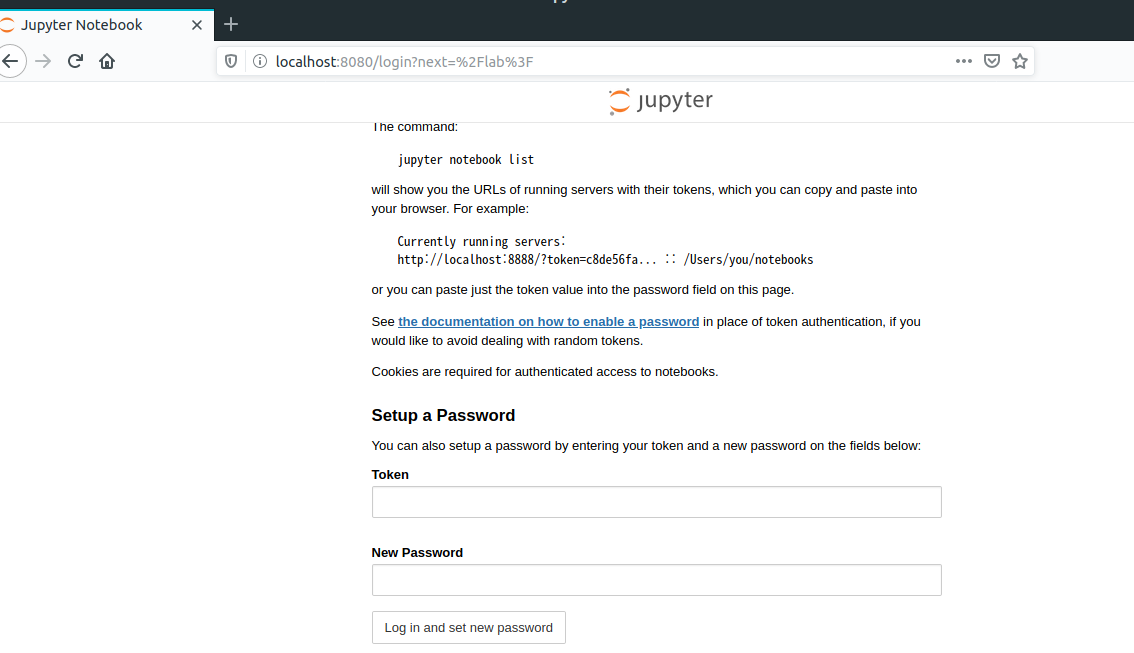 Jupyter Notebook
localhost:8080/login?next=%2Flab%3F
jupyter
The command:
jupyter notebook list
will show you the URLs of running servers with their tokens, which you can copy and paste into
your browser. For example:
Currently running servers:
http://localhost:8888/?token=c8de56fa... :: /Users/you/notebooks
or you can paste just the token value into the password field on this page.
See the documentation on how to enable a password in place of token authentication, if you
would like to avoid dealing with random tokens.
Cookies are required for authenticated access to notebooks.
Setup a Password
You can also setup a password by entering your token and a new password on the fields below:
Token
New Password
Log in and set new password